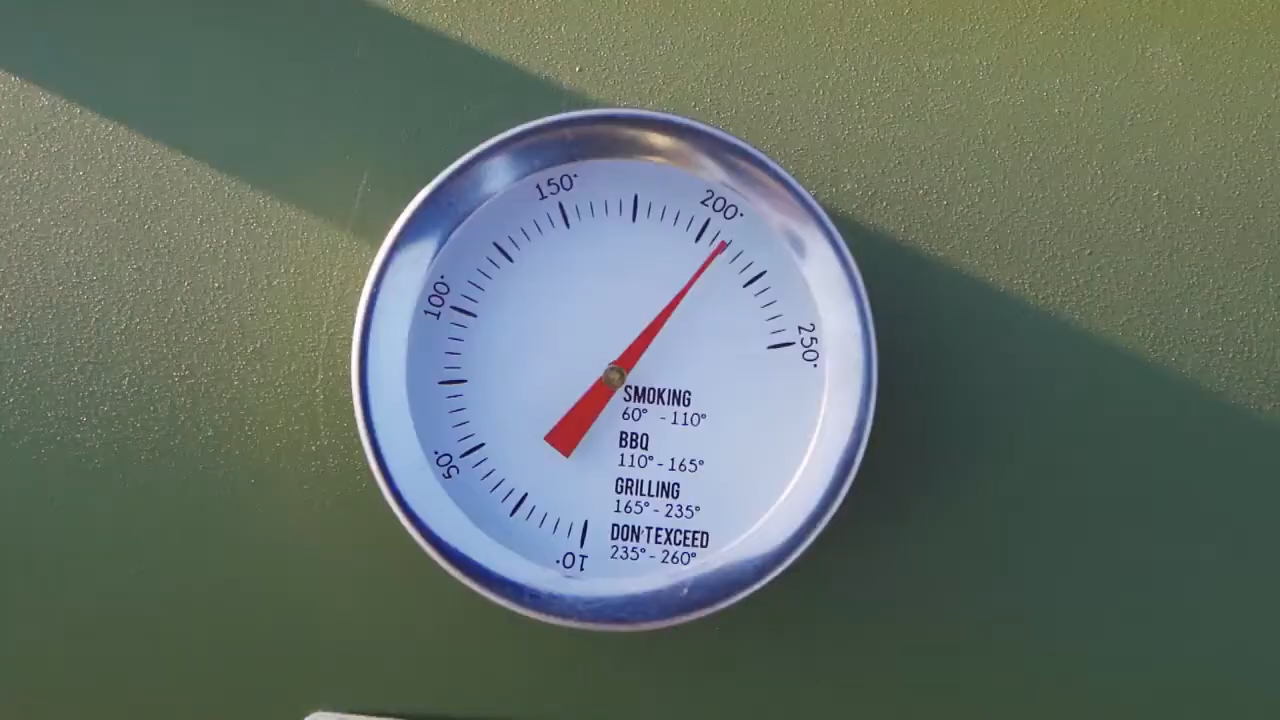 150°
200°
100°
250°
50°
10°
SMOKING
60° - 110°
BBQ
110° - 165°
GRILLING
165° - 235°
DON'T EXCEED
235° - 260°